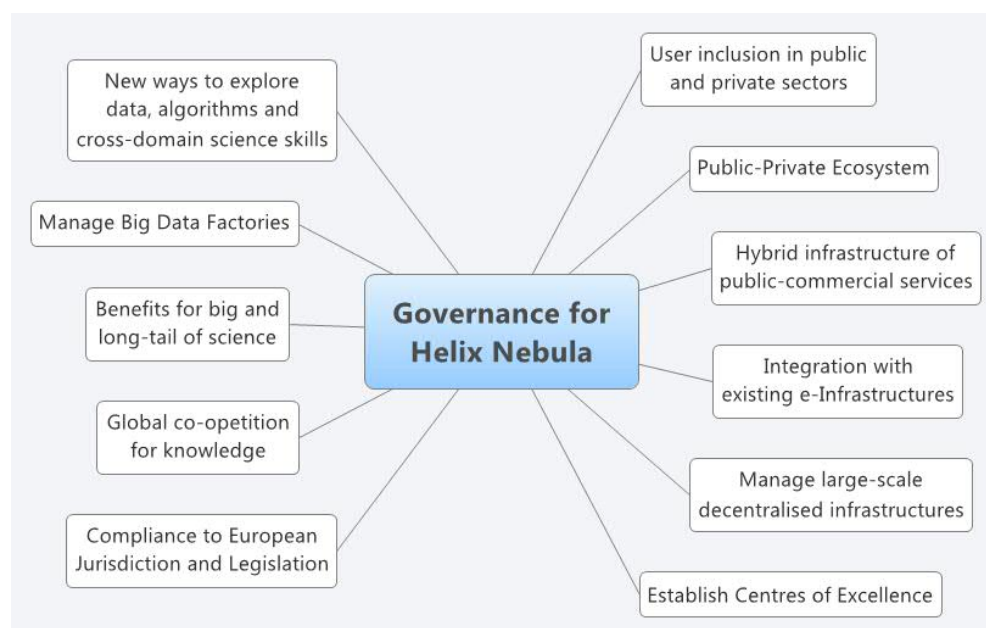 New ways to explore
data, algorithms and
cross-domain science skills
Manage Big Data Factories
Benefits for big and
long-tail of science
Global co-opetition
for knowledge
Compliance to European
Jurisdiction and Legislation
Governance for
Helix Nebula
User inclusion in public
and private sectors
Public-Private Ecosystem
Hybrid infrastructure of
public-commercial services
Integration with
existing e-Infrastructures
Manage large-scale
decentralised infrastructures
Establish Centres of Excellence